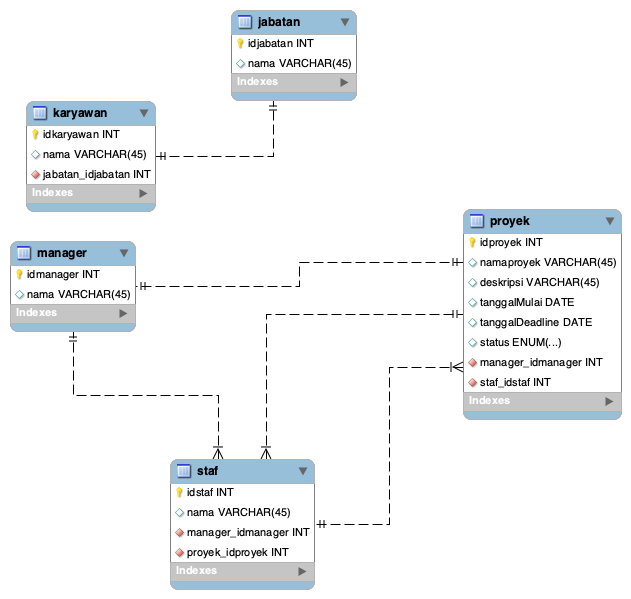 jabatan
idjabatan INT
nama VARCHAR(45)
Indexes
karyawan
idkaryawan INT
nama VARCHAR(45)
jabatan_idjabatan INT
Indexes
manager
idmanager INT
nama VARCHAR(45)
Indexes
proyek
idproyek INT
namaproyek VARCHAR(45)
deskripsi VARCHAR(45)
tanggalMulai DATE
tanggalDeadline DATE
status ENUM(...)
manager_idmanager INT
staf_idstaf INT
Indexes
staf
idstaf INT
nama VARCHAR(45)
manager_idmanager INT
proyek_idproyek INT
Indexes